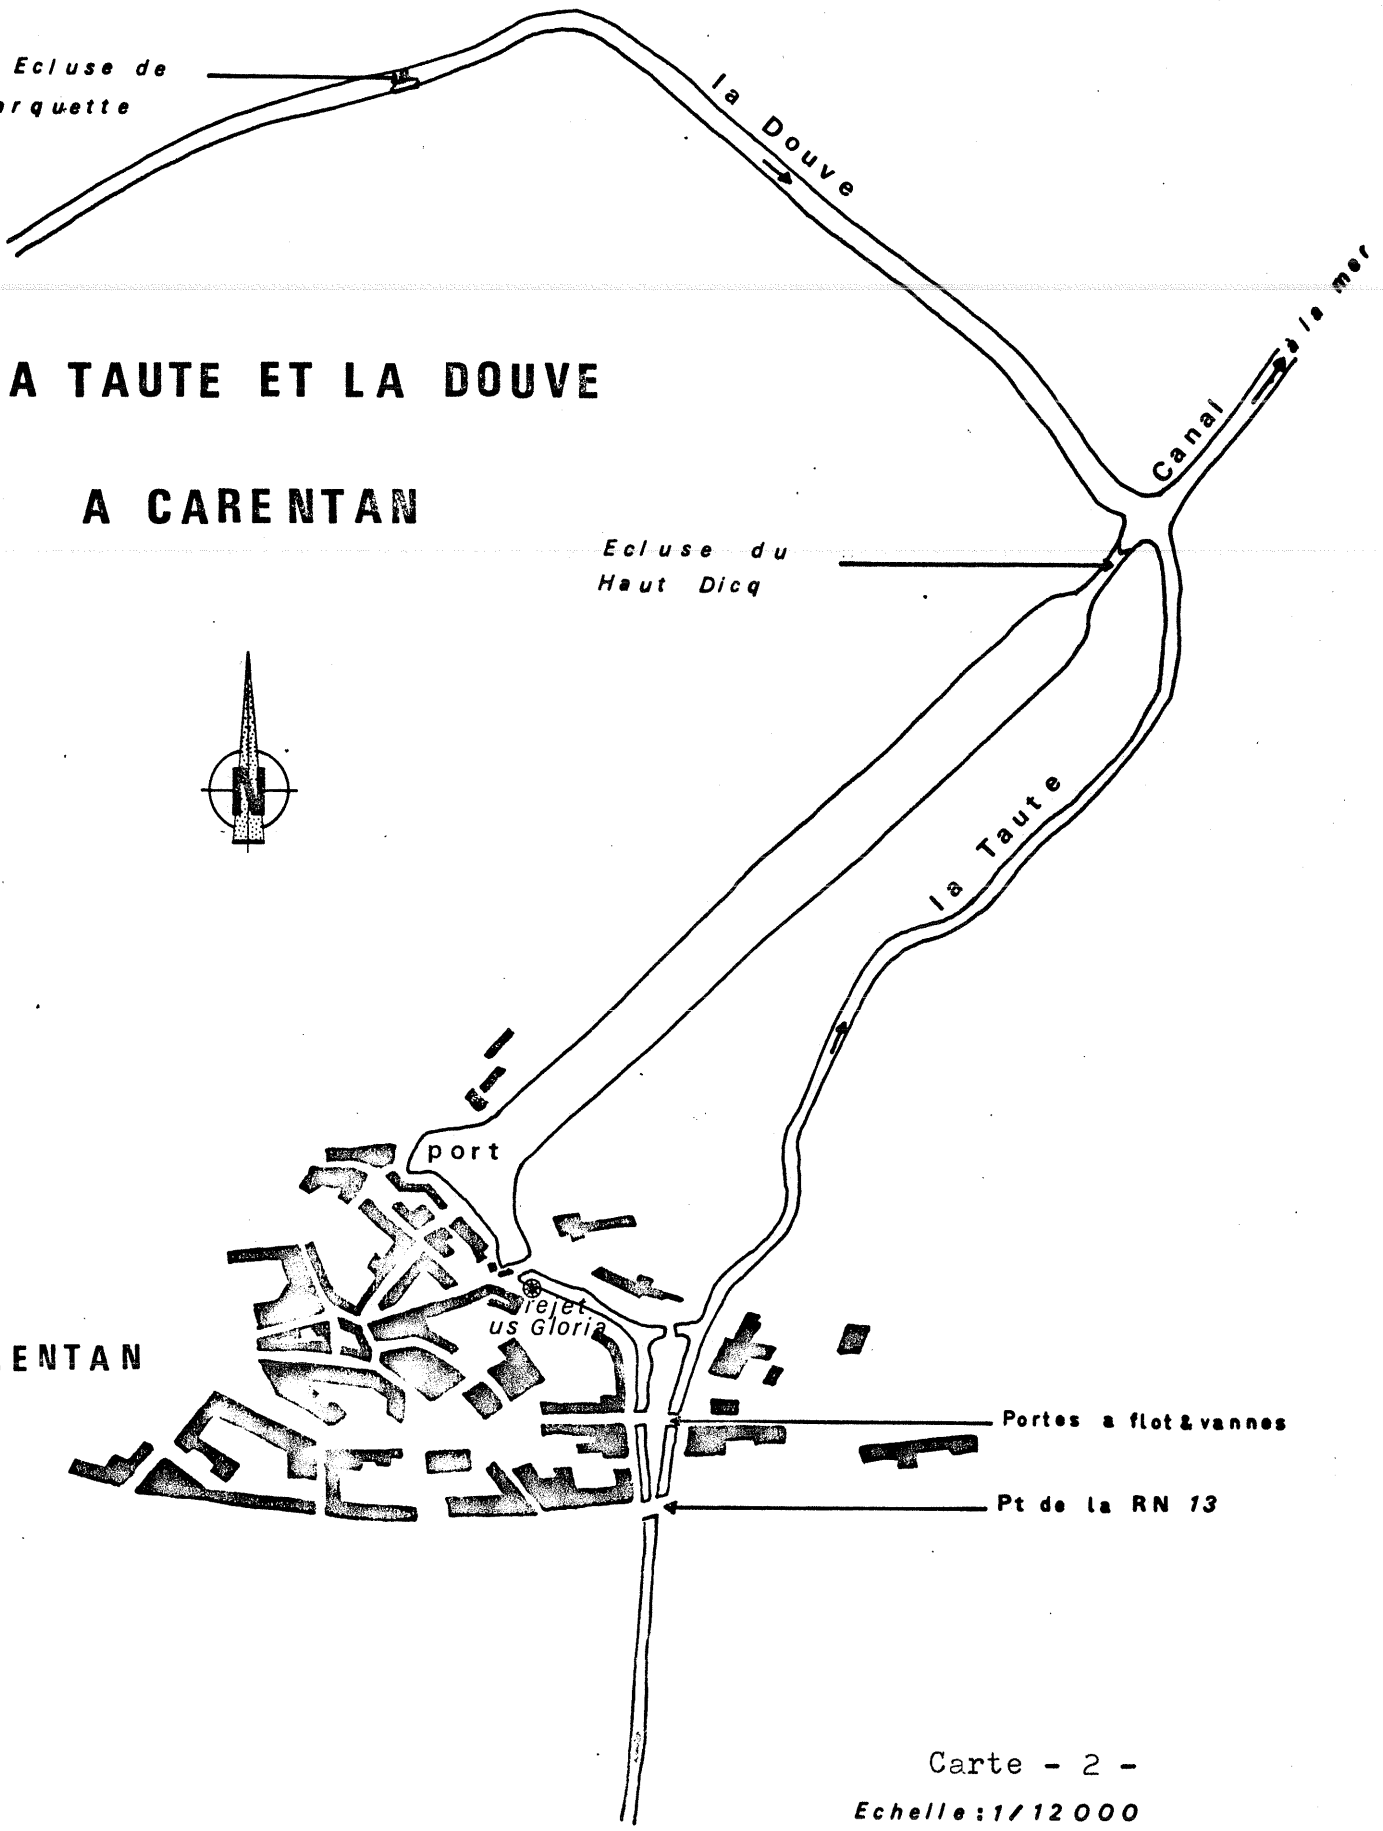 Ecluse de
rquette
la Douve
à la mer
A TAUTE ET LA DOUVE
Canal
A CARENTAN
Ecluse du
Haut Dicq
N
la Taute
port
rejet
us Gloria
ENTAN
Portes a flot & vannes
Pt de la RN 13
Carte - 2 -
Echelle : 1/12000